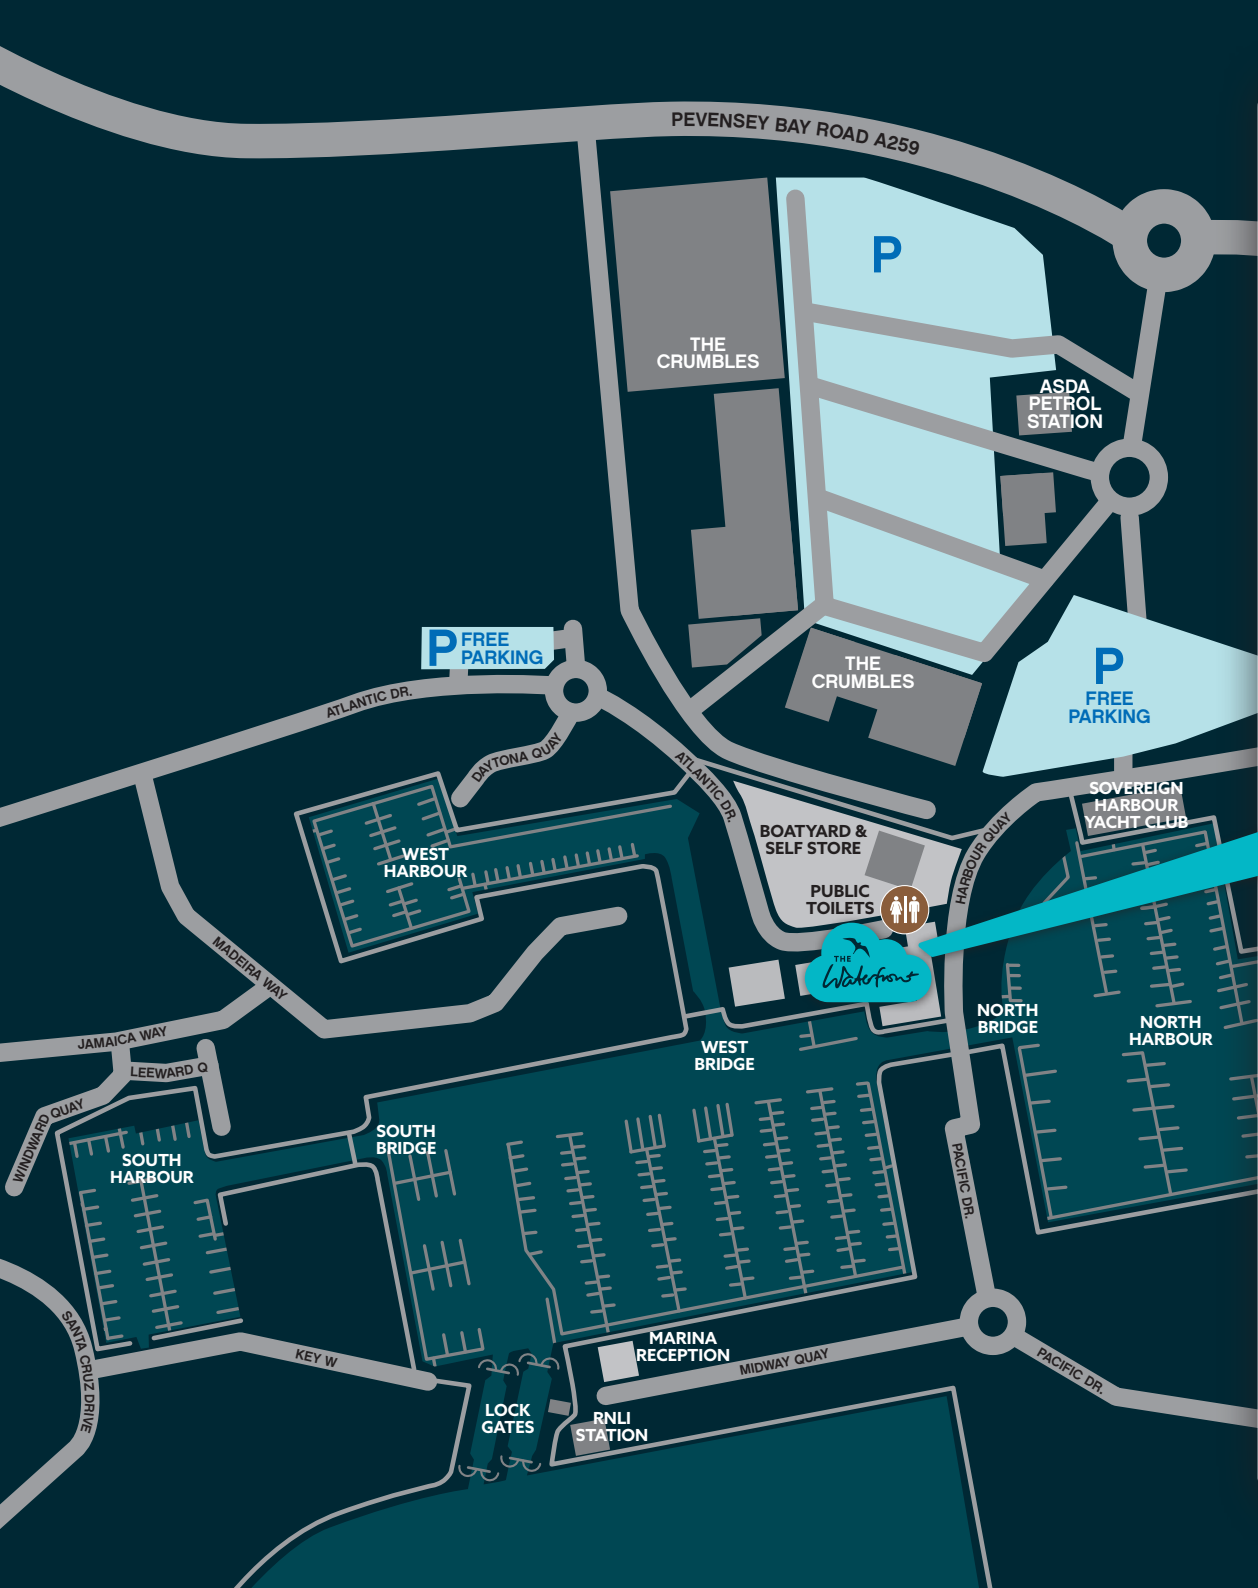 PEVENSEY BAY ROAD A259
P
THE
CRUMBLES
ASDA
PETROL
STATION
P FREE
PARKING
THE
CRUMBLES
P
FREE
PARKING
ATLANTIC DR.
DAYTONA QUAY
ATLANTIC DR.
SOVEREIGN
HARBOUR
YACHT CLUB
BOATYARD &
SELF STORE
HARBOUR QUAY
WEST
HARBOUR
PUBLIC
TOILETS
THE
Waterfront
MADEIRA WAY
NORTH
BRIDGE
NORTH
HARBOUR
JAMAICA WAY
WEST
BRIDGE
LEEWARD Q
WINDWARD QUAY
SOUTH
BRIDGE
SOUTH
HARBOUR
PACIFIC DR.
SANTA CRUZ DRIVE
KEY W
MARINA
RECEPTION
MIDWAY QUAY
PACIFIC DR.
LOCK
GATES
RNLI
STATION